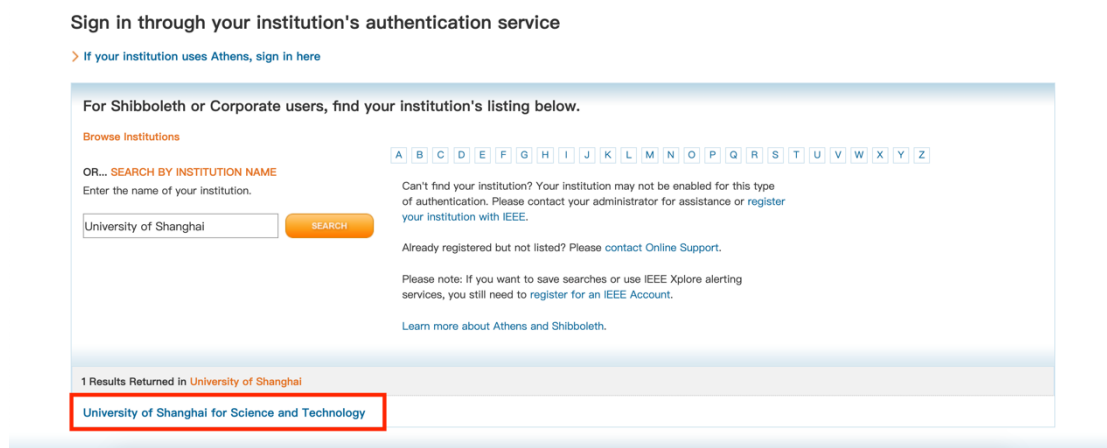 Sign in through your institution's authentication service
> If your institution uses Athens, sign in here
For Shibboleth or Corporate users, find your institution's listing below.
Browse Institutions
A B C D E F G H I J K L M N O P Q R S T U V W X Y Z
OR... SEARCH BY INSTITUTION NAME
Enter the name of your institution.
University of Shanghai
SEARCH
Can't find your institution? Your institution may not be enabled for this type
of authentication. Please contact your administrator for assistance or register
your institution with IEEE.
Already registered but not listed? Please contact Online Support.
Please note: If you want to save searches or use IEEE Xplore alerting
services, you still need to register for an IEEE Account.
Learn more about Athens and Shibboleth.
1 Results Returned in University of Shanghai
University of Shanghai for Science and Technology